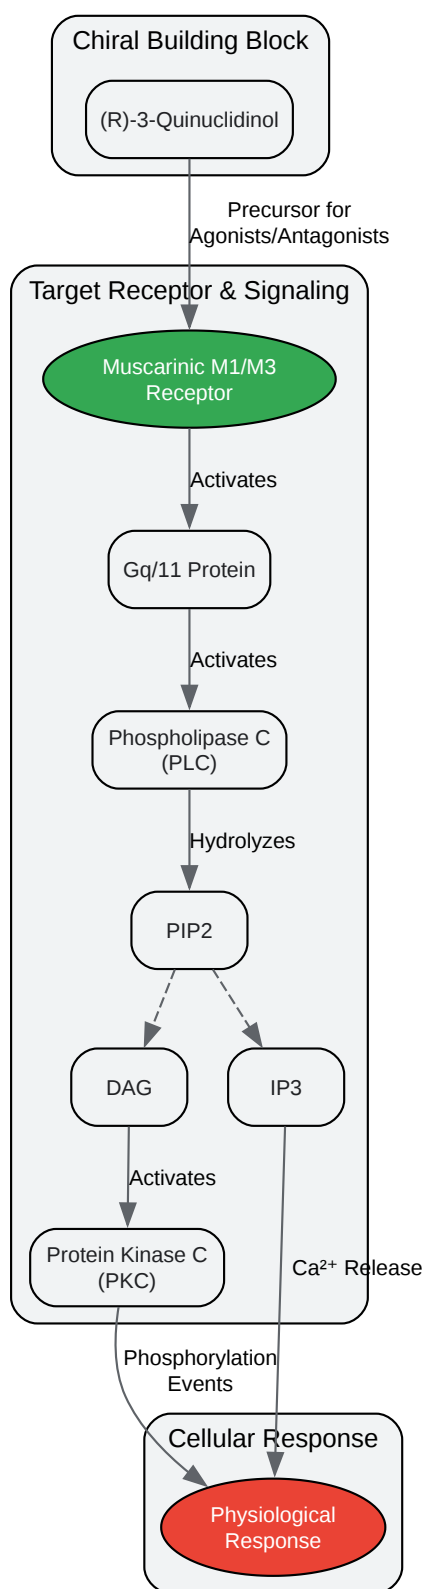 Chiral Building Block
(R)-3-Quinuclidinol
Precursor for
Agonists/Antagonists
Target Receptor & Signaling
Muscarinic M1/M3
Receptor
Activates
Gq/11 Protein
Activates
Phospholipase C
(PLC)
Hydrolyzes
PIP2
DAG
IP3
Activates
Protein Kinase C
(PKC)
Ca²⁺ Release
Phosphorylation
Events
Cellular Response
Physiological
Response